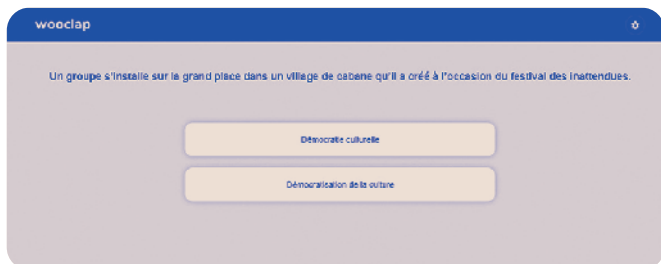 wooclap
Un groupe s'installe sur la grand place dans un village de cabane qu'il a créé à l'occasion du festival des inattendues.
Démocratie culturelle
Démocratisation de la culture